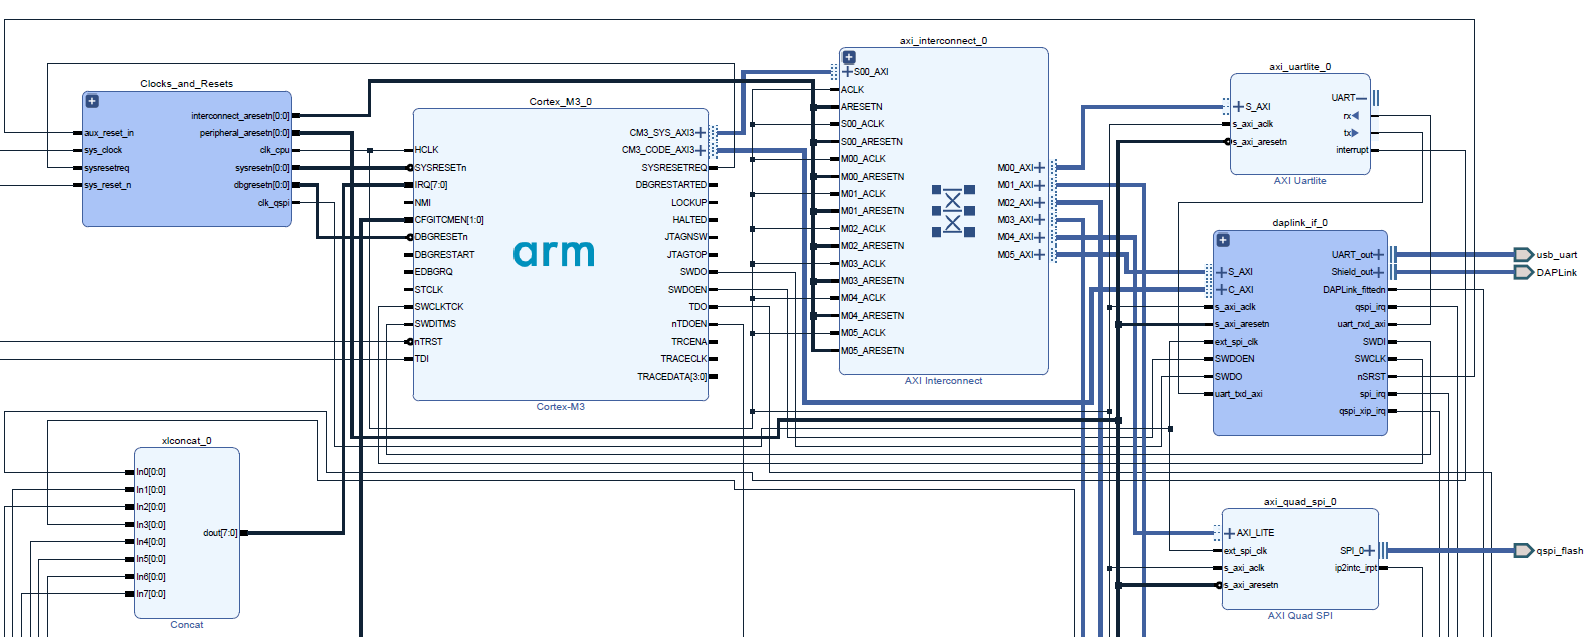 Clocks_and_Resets
interconnect_aresetn[0:0]
aux_reset_in
peripheral_aresetn[0:0]
sys_clock
clk_cpu
sysresetreq
sysresetn[0:0]
sys_reset_n
dbgresetn[0:0]
clk_qspi
Cortex_M3_0
CM3_SYS_AXI3
CM3_CODE_AXI3
HCLK
SYSRESETn
SYSRESETREQ
IRQ[7:0]
DBGRESTARTED
NMI
LOCKUP
CFGITCMEN[1:0]
HALTED
DBGRESETn
JTAGNSW
DBGRESTART
JTAGTOP
EDBGRQ
SWDO
STCLK
SWDOEN
SWCLKTCK
TDO
SWDITMS
nTDOEN
nTRST
TRCENA
TDI
TRACECLK
TRACEDATA[3:0]
arm
Cortex-M3
axi_interconnect_0
S00_AXI
ACLK
ARESETN
S00_ACLK
S00_ARESETN
M00_ACLK
M00_AXI
M00_ARESETN
M01_AXI
M01_ACLK
M02_AXI
M01_ARESETN
M03_AXI
M02_ACLK
M04_AXI
M02_ARESETN
M05_AXI
M03_ACLK
M03_ARESETN
M04_ACLK
M04_ARESETN
M05_ACLK
M05_ARESETN
AXI Interconnect
axi_uartlite_0
UART
S_AXI
rx
s_axi_aclk
tx
s_axi_aresetn
interrupt
AXI Uartlite
daplink_if_0
UART_out
usb_uart
S_AXI
Shield_out
DAPLink
C_AXI
DAPLink_fittedn
s_axi_aclk
qspi_irq
s_axi_aresetn
uart_rxd_axi
ext_spi_clk
SWDI
SWDOEN
SWCLK
SWDO
nSRST
uart_txd_axi
spi_irq
qspi_xip_irq
xlconcat_0
In0[0:0]
In1[0:0]
In2[0:0]
In3[0:0]
dout[7:0]
In4[0:0]
In5[0:0]
In6[0:0]
In7[0:0]
Concat
axi_quad_spi_0
AXI_LITE
ext_spi_clk
SPI_0
qspi_flash
s_axi_aclk
ip2intc_irpt
s_axi_aresetn
AXI Quad SPI